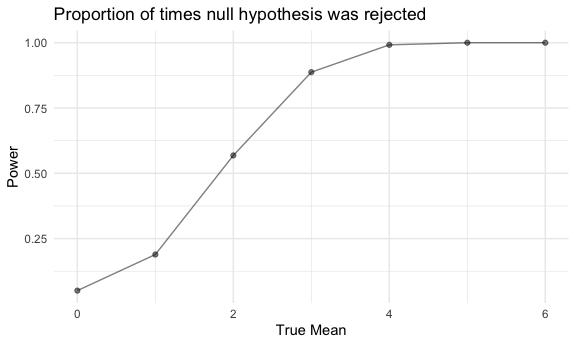 Proportion of times null hypothesis was rejected
1.00
0.75
0.50
0.25
Power
0 2 4 6
True Mean